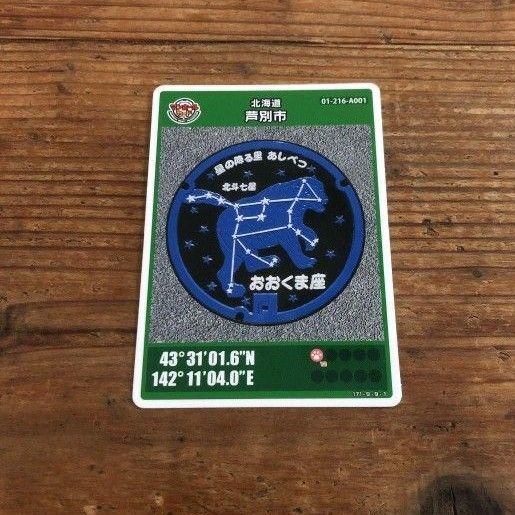 北海道
芦別市
01-216-A001
星の降る里 あしべつ
北斗七星
おおくま座
43°31'01.6"N
142°11'04.0"E